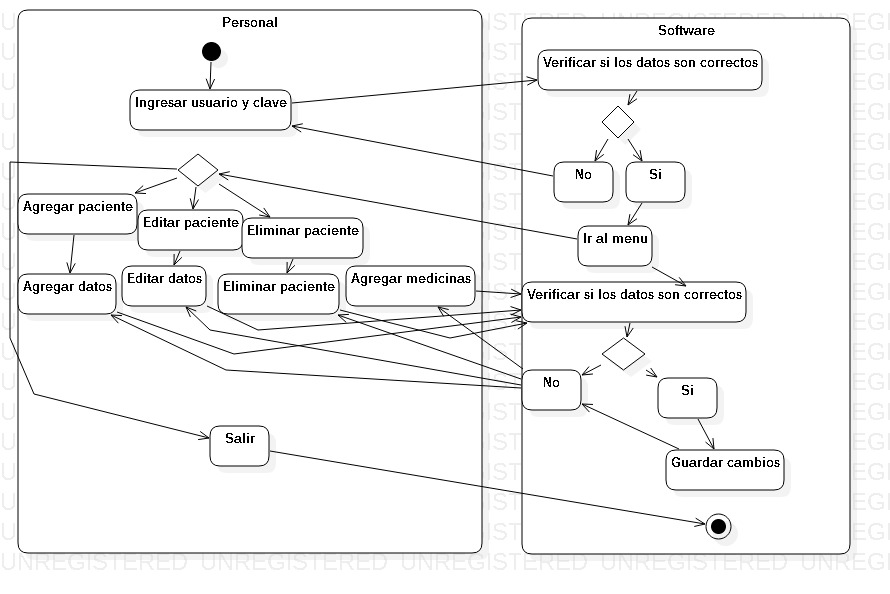 Personal
Software
Ingresar usuario y clave
Verificar si los datos son correctos
No
Si
Agregar paciente
Editar paciente
Eliminar paciente
Ir al menu
Agregar datos
Editar datos
Eliminar paciente
Agregar medicinas
Verificar si los datos son correctos
No
Si
Salir
Guardar cambios
UNREGISTERED UNREGISTERED UNREGISTERED UNREGISTERED UNREGI